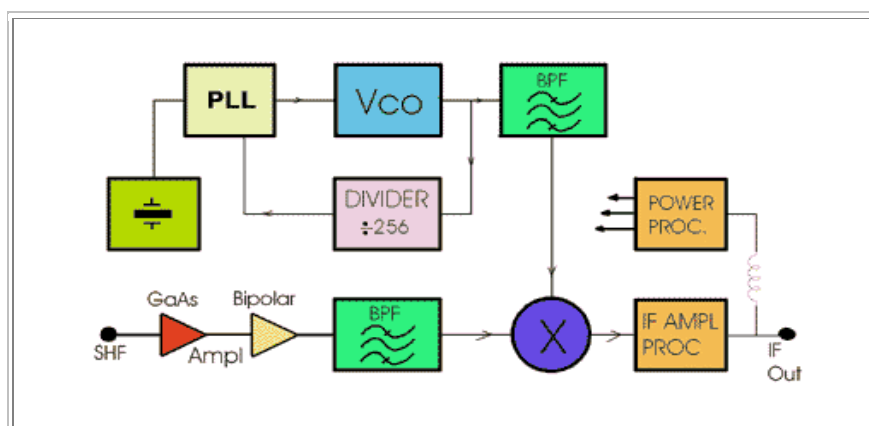 PLL
Vco
BPF
DIVIDER
÷256
POWER
PROC.
GaAs
Bipolar
BPF
SHF
Ampl
X
IF AMPL
PROC
IF
Out